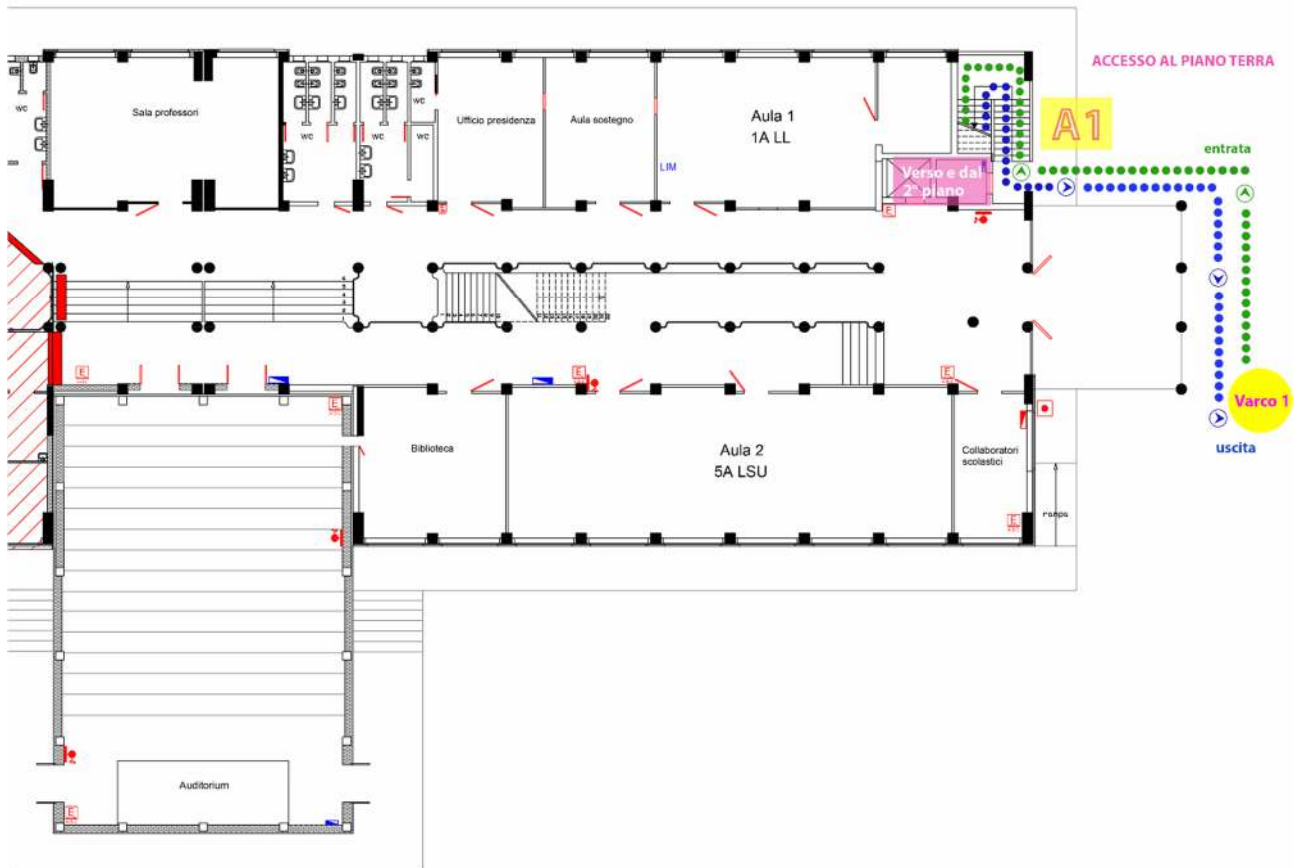 ACCESSO AL PIANO TERRA
A1
entrata
Verso e dal
2° piano
Varco 1
uscita
WC
Sala professori
WC
WC
WC
WC
Ufficio presidenza
Aula sostegno
LIM
Aula 1
1A LL
E
E
E
E
E
E
E
Biblioteca
Aula 2
5A LSU
Collaboratori
scolastici
rampa
Auditorium